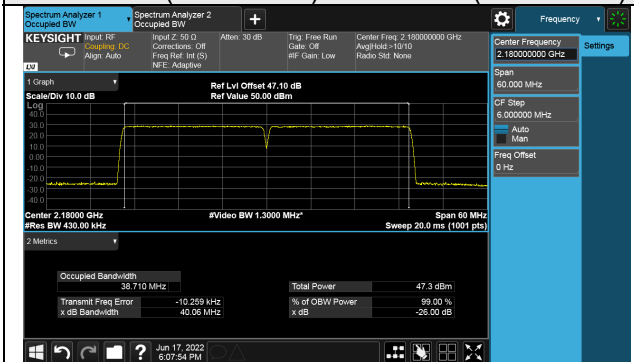 Spectrum Analyzer 1
Occupied BW
Spectrum Analyzer 2
Occupied BW
+
Frequency
KEYSIGHT
Input: RF
Coupling: DC
Align: Auto
Input Z: 50 Ω
Corrections: Off
Freq Ref: Int (S)
NFE: Adaptive
Atten: 30 dB
Trig: Free Run
Gate: Off
#IF Gain: Low
Center Freq: 2.180000000 GHz
Avg|Hold:>10/10
Radio Std: None
LXI
Center Frequency
2.180000000 GHz
Settings
Span
60.000 MHz
CF Step
6.000000 MHz
Auto
Man
Freq Offset
0 Hz
1 Graph
Scale/Div 10.0 dB
Ref Lvl Offset 47.10 dB
Ref Value 50.00 dBm
Log
40.0
30.0
20.0
10.0
0.00
-10.0
-20.0
-30.0
-40.0
Center 2.18000 GHz
#Video BW 1.3000 MHz*
Span 60 MHz
#Res BW 430.00 kHz
Sweep 20.0 ms (1001 pts)
2 Metrics
Occupied Bandwidth
38.710 MHz
Total Power 47.3 dBm
Transmit Freq Error -10.259 kHz
% of OBW Power 99.00 %
x dB Bandwidth 40.06 MHz
x dB -26.00 dB
?
Jun 17, 2022
6:07:54 PM